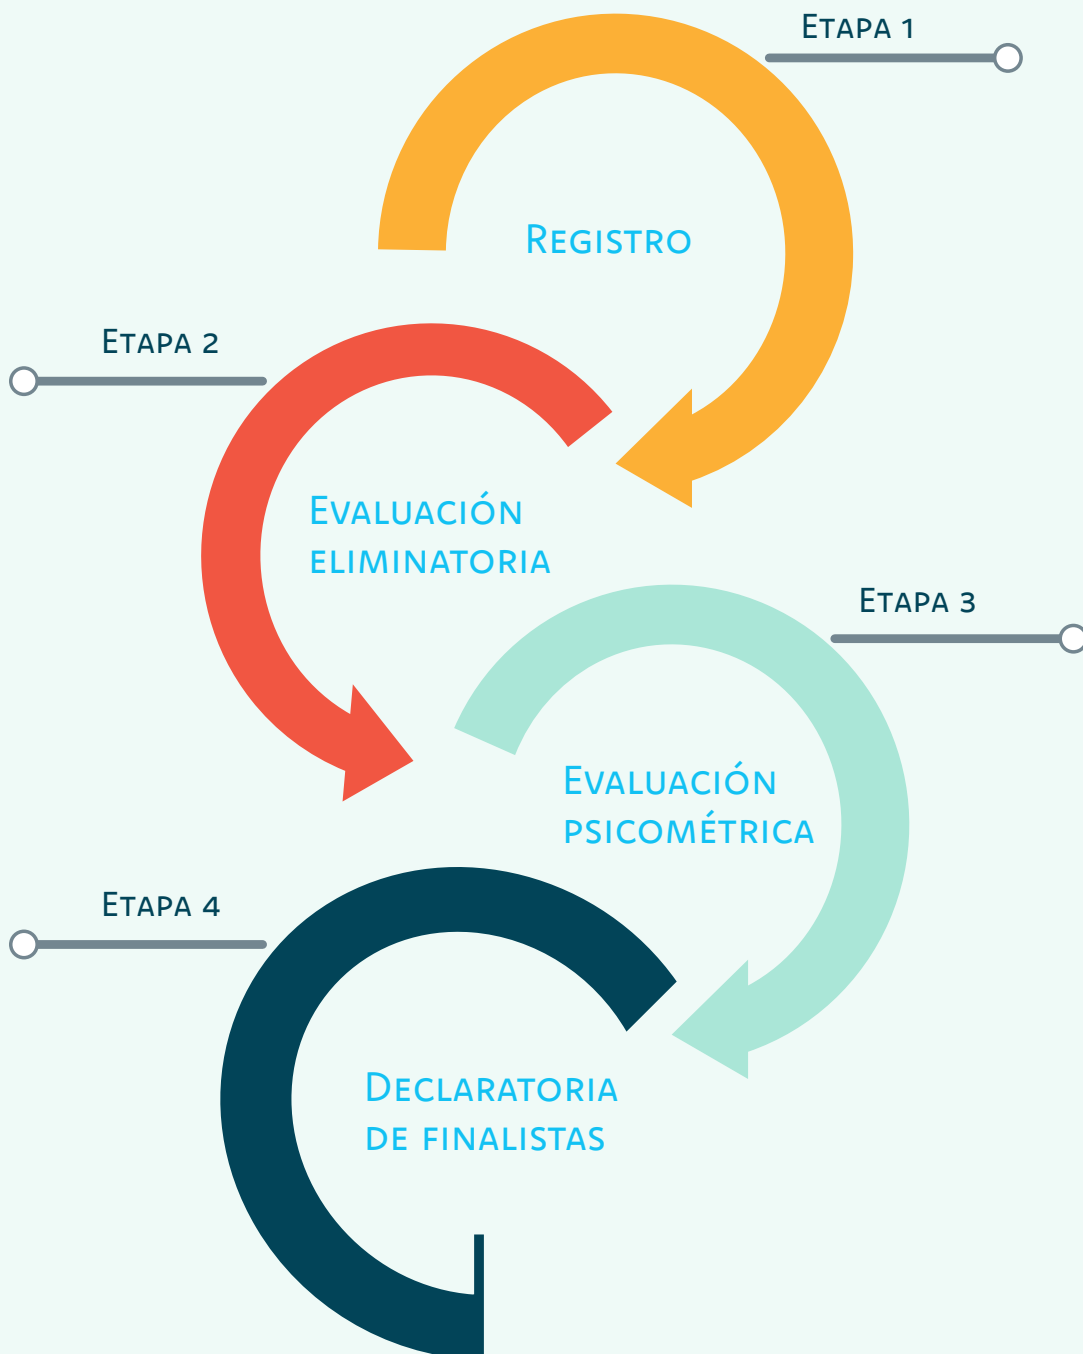 Etapa 1
Registro
Etapa 2
Evaluación
eliminatoria
Etapa 3
Evaluación
psicométrica
Etapa 4
Declaratoria
de finalistas